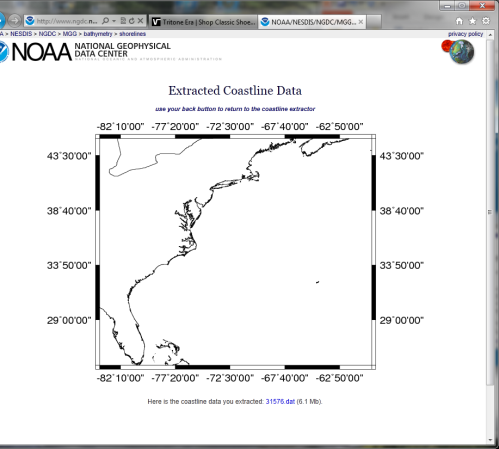 http://www.ngdc.n...
Tritone Era | Shop Classic Shoe...
NOAA/NESDIS/NGDC/MGG...
> NESDIS > NGDC > MGG > bathymetry > shorelines
privacy policy
NOAA NATIONAL GEOPHYSICAL
DATA CENTER
NATIONAL OCEANIC AND ATMOSPHERIC ADMINISTRATION
Extracted Coastline Data
use your back button to return to the coastline extractor
-82˚10'00" -77˚20'00" -72˚30'00" -67˚40'00" -62˚50'00"
43˚30'00" 43˚30'00"
38˚40'00" 38˚40'00"
33˚50'00" 33˚50'00"
29˚00'00" 29˚00'00"
-82˚10'00" -77˚20'00" -72˚30'00" -67˚40'00" -62˚50'00"
Here is the coastline data you extracted: 31576.dat (6.1 Mb).